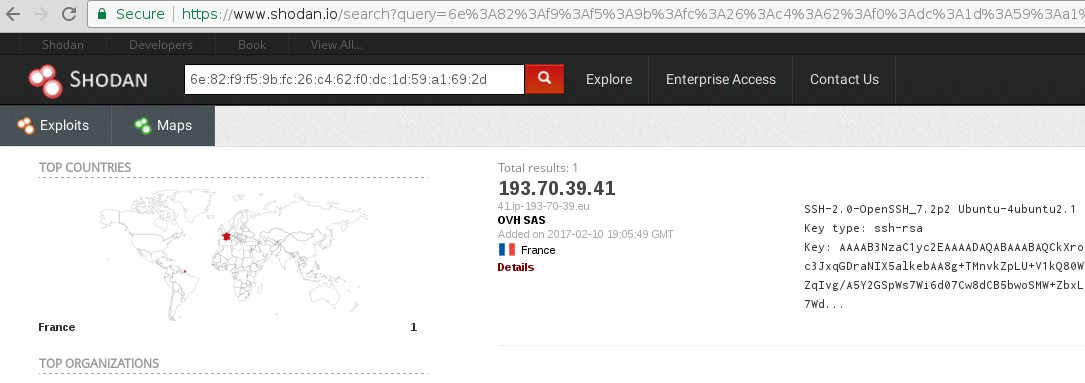 Secure https://www.shodan.io/search?query=6e%3A82%3Af9%3Af5%3A9b%3Afc%3A26%3Ac4%3A62%3Af0%3Adc%3A1d%3A59%3Aa1%
Shodan Developers Book View All...
SHODAN 6e:82:f9:f5:9b:fc:26:c4:62:f0:dc:1d:59:a1:69:2d Explore Enterprise Access Contact Us
Exploits Maps
TOP COUNTRIES
France 1
TOP ORGANIZATIONS
Total results: 1
193.70.39.41
41.ip-193-70-39.eu
OVH SAS
Added on 2017-02-10 19:05:49 GMT
France
Details
SSH-2.0-OpenSSH_7.2p2 Ubuntu-4ubuntu2.1
Key type: ssh-rsa
Key: AAAAB3NzaC1yc2EAAAADAQABAAABAQCkXro
c3JxqGDraNIX5alkebAA8g+TMnvkZpLU+V1kQ80W
ZqIvg/A5Y2GSpWs7Wi6d07Cw8dCB5bwoSMW+ZbxL
7Wd...